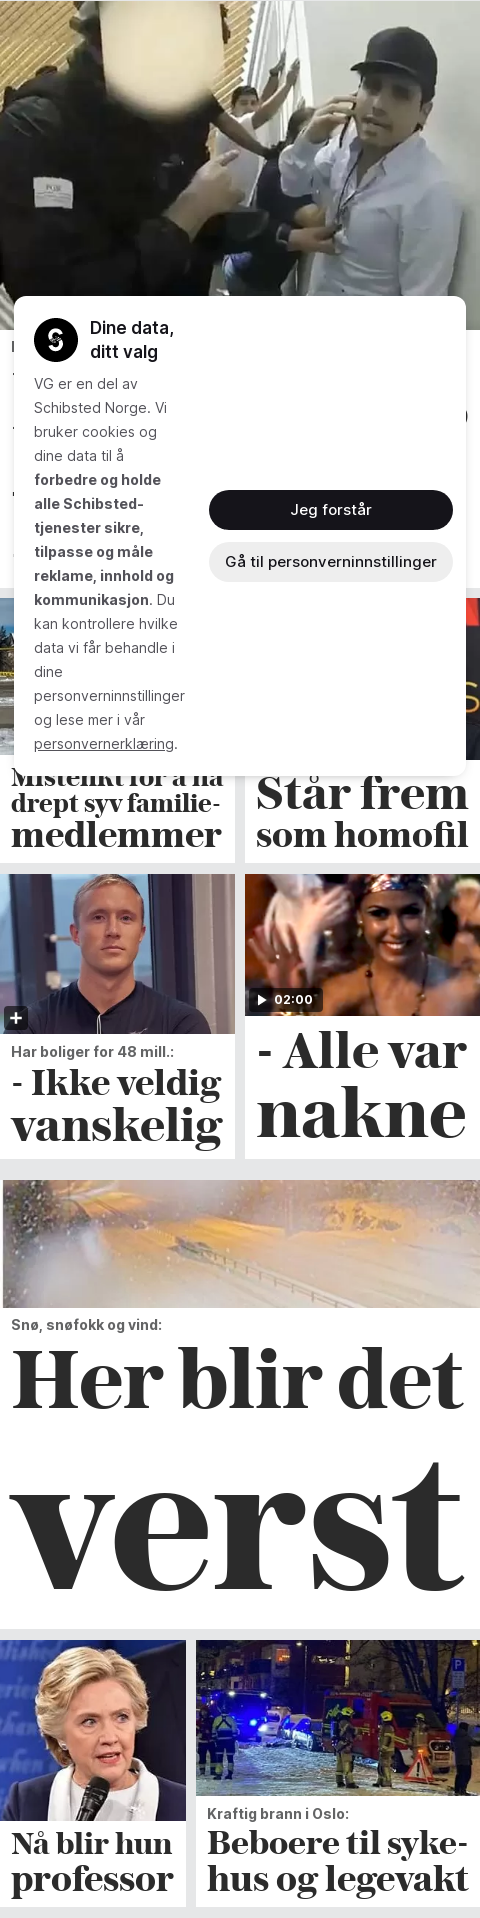 Dine data,
ditt valg
VG er en del av
Schibsted Norge. Vi
bruker cookies og
dine data til å
forbedre og holde
alle Schibsted-
tjenester sikre,
tilpasse og måle
reklame, innhold og
kommunikasjon. Du
kan kontrollere hvilke
data vi får behandle i
dine
personverninnstillinger
og lese mer i vår
personvernerklæring.
Jeg forstår
Gå til personverninnstillinger
Mistenkt for å ha
drept syv familie-
medlemmer
Står frem
som homofil
Har boliger for 48 mill.:
- Ikke veldig
vanskelig
02:00
- Alle var
nakne
Snø, snøfokk og vind:
Her blir det
verst
Nå blir hun
professor
Kraftig brann i Oslo:
Beboere til syke-
hus og legevakt